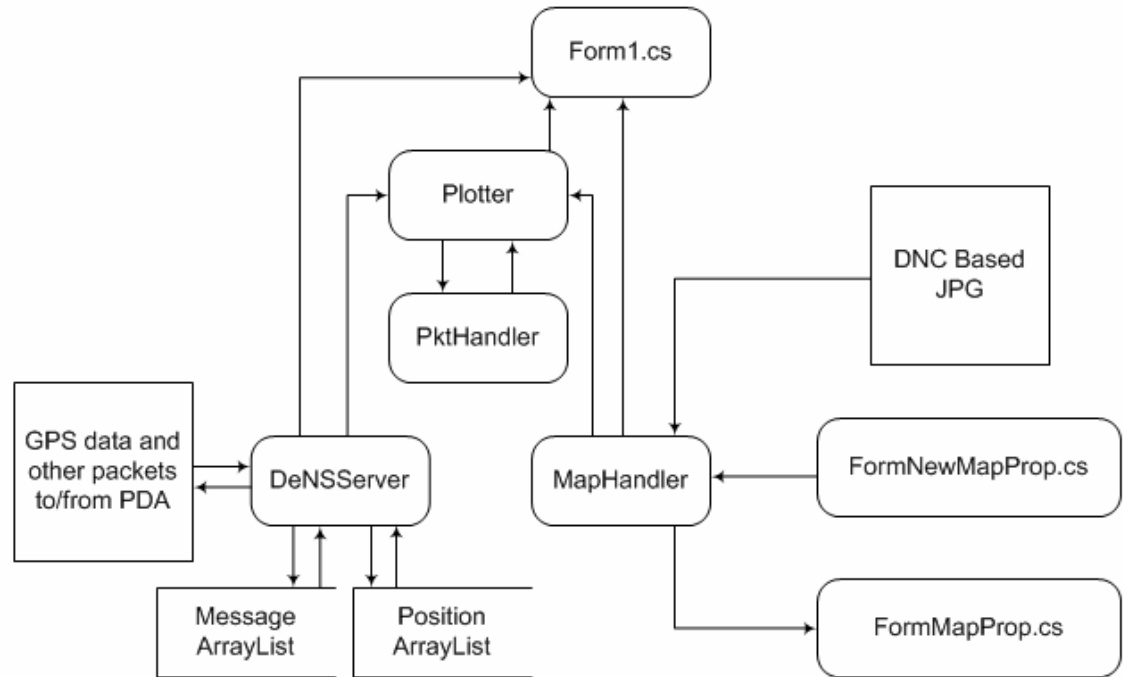 Form1.cs
Plotter
DNC Based
JPG
PktHandler
GPS data and
other packets
to/from PDA
DeNSServer
MapHandler
FormNewMapProp.cs
Message
ArrayList
Position
ArrayList
FormMapProp.cs